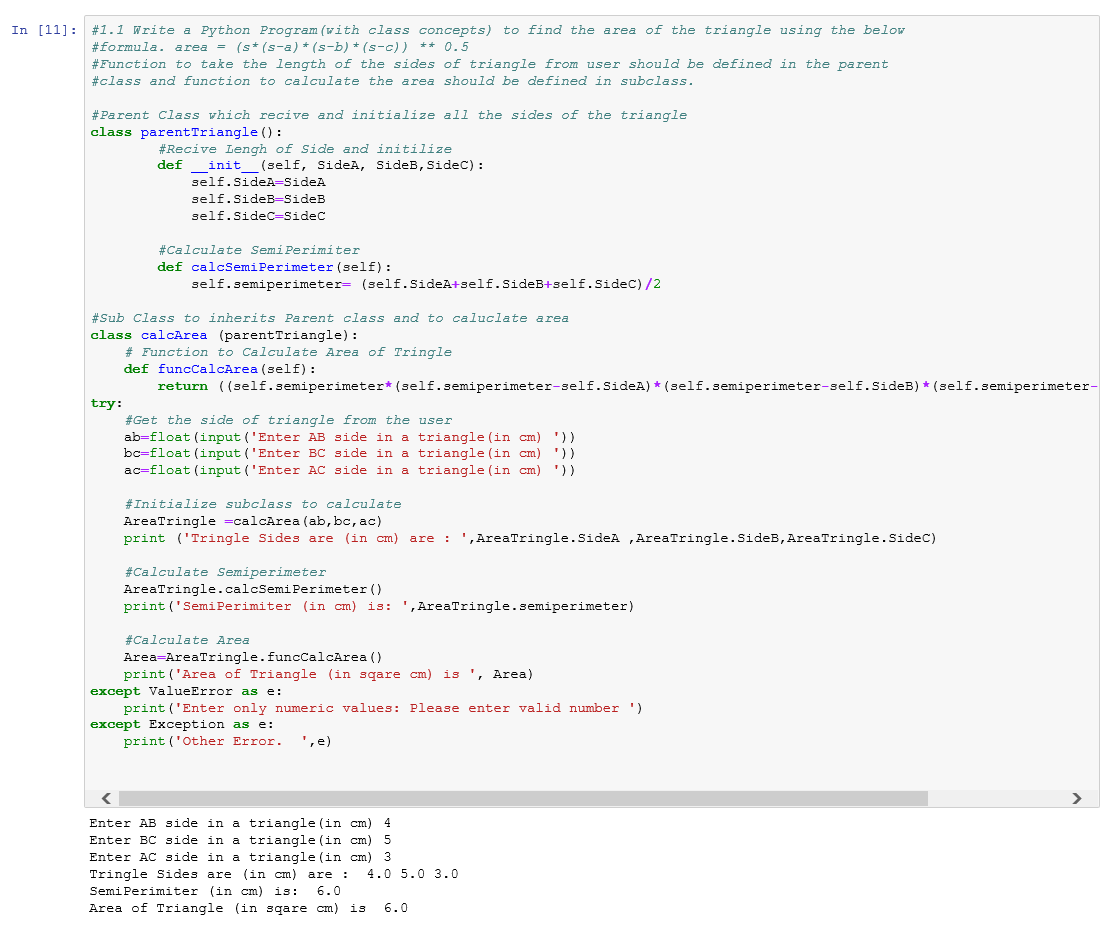 In [11]: #1.1 Write a Python Program(with class concepts) to find the area of the triangle using the below
#formula. area = (s*(s-a)*(s-b)*(s-c)) ** 0.5
#Function to take the length of the sides of triangle from user should be defined in the parent
#class and function to calculate the area should be defined in subclass.
#Parent Class which recive and initialize all the sides of the triangle
class parentTriangle():
#Recive Lengh of Side and initilize
def __init__(self, SideA, SideB,SideC):
self.SideA=SideA
self.SideB=SideB
self.SideC=SideC
#Calculate SemiPerimiter
def calcSemiPerimeter(self):
self.semiperimeter= (self.SideA+self.SideB+self.SideC)/2
#Sub Class to inherits Parent class and to caluclate area
class calcArea (parentTriangle):
# Function to Calculate Area of Tringle
def funcCalcArea(self):
return ((self.semiperimeter*(self.semiperimeter-self.SideA)*(self.semiperimeter-self.SideB)*(self.semiperimeter-
try:
#Get the side of triangle from the user
ab=float(input('Enter AB side in a triangle(in cm) '))
bc=float(input('Enter BC side in a triangle(in cm) '))
ac=float(input('Enter AC side in a triangle(in cm) '))
#Initialize subclass to calculate
AreaTringle =calcArea(ab,bc,ac)
print ('Tringle Sides are (in cm) are : ',AreaTringle.SideA ,AreaTringle.SideB,AreaTringle.SideC)
#Calculate Semiperimeter
AreaTringle.calcSemiPerimeter()
print('SemiPerimiter (in cm) is: ',AreaTringle.semiperimeter)
#Calculate Area
Area=AreaTringle.funcCalcArea()
print('Area of Triangle (in sqare cm) is ', Area)
except ValueError as e:
print('Enter only numeric values: Please enter valid number ')
except Exception as e:
print('Other Error.  ',e)
Enter AB side in a triangle(in cm) 4
Enter BC side in a triangle(in cm) 5
Enter AC side in a triangle(in cm) 3
Tringle Sides are (in cm) are :  4.0 5.0 3.0
SemiPerimiter (in cm) is:  6.0
Area of Triangle (in sqare cm) is  6.0